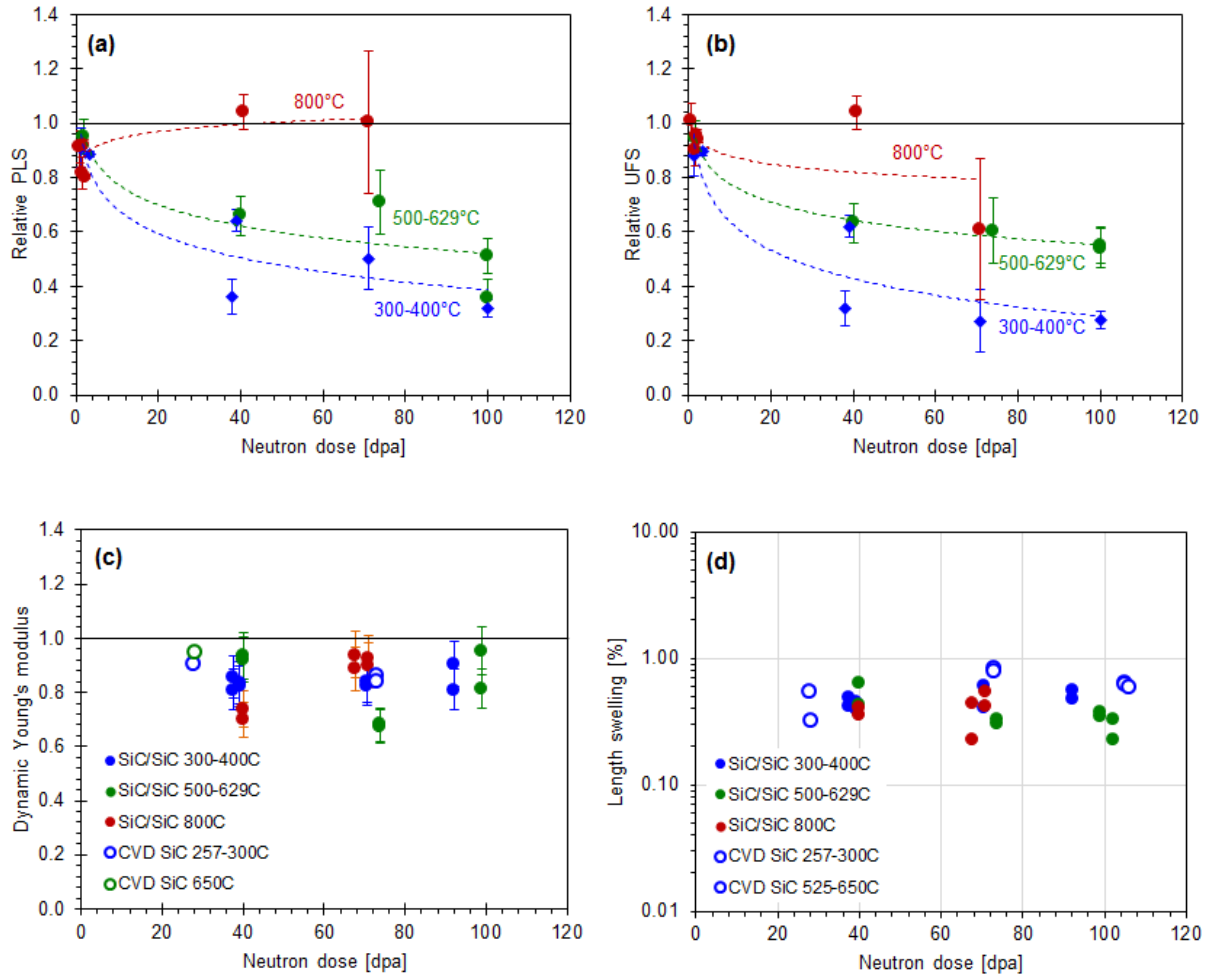 1.4
1.2
1.0
0.8
0.6
0.4
0.2
0.0
Relative PLS
(a)
800°C
500-629°C
300-400°C
0
20
40
60
80
100
120
Neutron dose [dpa]
1.4
1.2
1.0
0.8
0.6
0.4
0.2
0.0
Relative UFS
(b)
800°C
500-629°C
300-400°C
0
20
40
60
80
100
120
Neutron dose [dpa]
1.4
1.2
1.0
0.8
0.6
0.4
0.2
0.0
Dynamic Young's modulus
(c)
SiC/SiC 300-400C
SiC/SiC 500-629C
SiC/SiC 800C
CVD SiC 257-300C
CVD SiC 650C
0
20
40
60
80
100
120
Neutron dose [dpa]
10.00
1.00
0.10
0.01
Length swelling [%]
(d)
SiC/SiC 300-400C
SiC/SiC 500-629C
SiC/SiC 800C
CVD SiC 257-300C
CVD SiC 525-650C
0
20
40
60
80
100
120
Neutron dose [dpa]